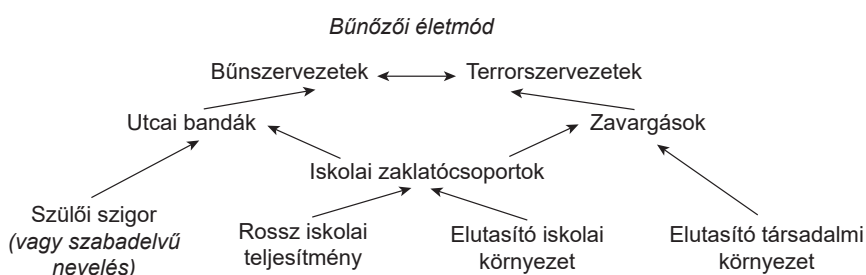 Bűnőzői életmód
Bűnszervezetek
Terrorszervezetek
Utcai bandák
Zavargások
Iskolai zaklatócsoportok
Szülői szigor
(vagy szabadelvű
nevelés)
Rossz iskolai
teljesítmény
Elutasító iskolai
környezet
Elutasító társadalmi
környezet